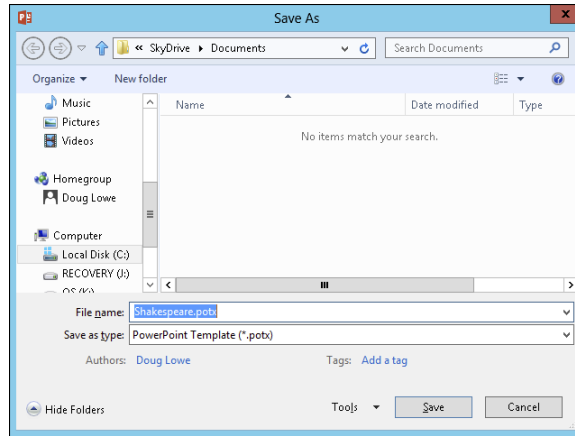 Save As
x
« SkyDrive ▸ Documents
Search Documents
Organize ▾ New folder
Music
Pictures
Videos
Homegroup
Doug Lowe
Computer
Local Disk (C:)
RECOVERY (J:)
Name Date modified Type
No items match your search.
File name: Shakespeare.potx
Save as type: PowerPoint Template (*.potx)
Authors: Doug Lowe Tags: Add a tag
Hide Folders Tools ▾ Save Cancel